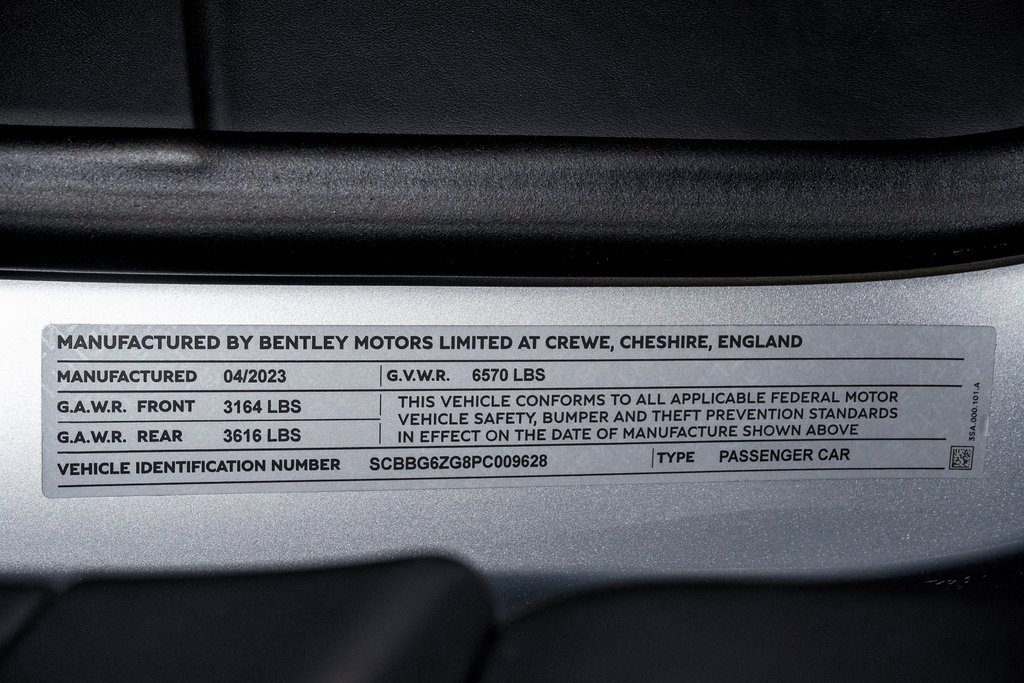 MANUFACTURED BY BENTLEY MOTORS LIMITED AT CREWE, CHESHIRE, ENGLAND
MANUFACTURED 04/2023 G.V.W.R. 6570 LBS
G.A.W.R. FRONT 3164 LBS
G.A.W.R. REAR 3616 LBS
THIS VEHICLE CONFORMS TO ALL APPLICABLE FEDERAL MOTOR
VEHICLE SAFETY, BUMPER AND THEFT PREVENTION STANDARDS
IN EFFECT ON THE DATE OF MANUFACTURE SHOWN ABOVE
VEHICLE IDENTIFICATION NUMBER SCBBG6ZG8PC009628 TYPE PASSENGER CAR
3SA.000.101.A